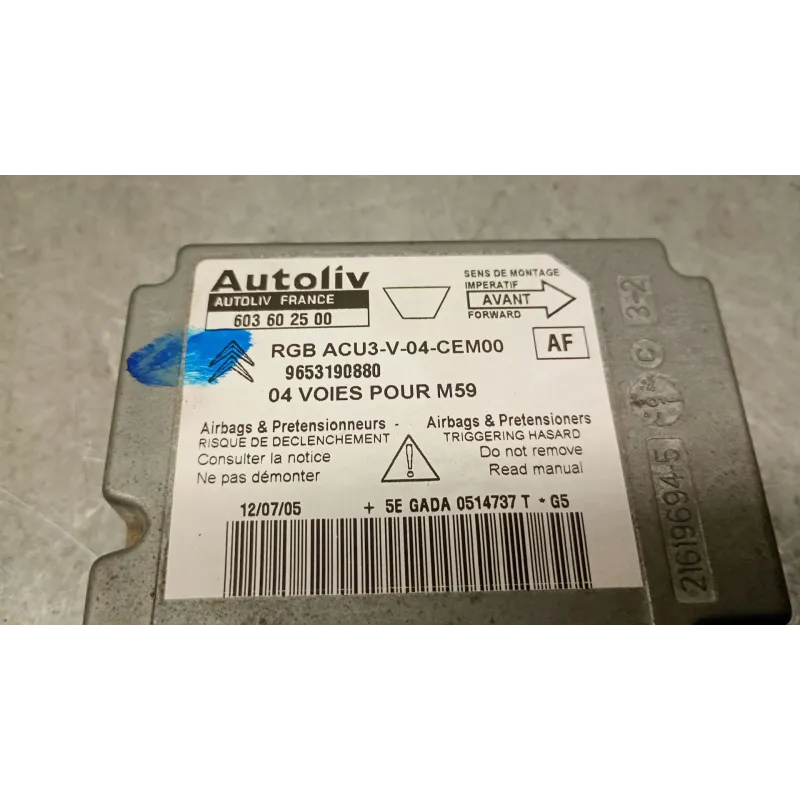 Autoliv
AUTOLIV FRANCE
603 60 25 00
SENS DE MONTAGE
IMPERATIF
AVANT
FORWARD
RGB ACU3-V-04-CEM00
AF
9653190880
04 VOIES POUR M59
Airbags & Pretensionneurs -
RISQUE DE DECLENCHEMENT
Consulter la notice
Ne pas démonter
Airbags & Pretensioners
TRIGGERING HASARD
Do not remove
Read manual
12/07/05 + 5E GADA 0514737 T * G5
C 3-2
21619694-5